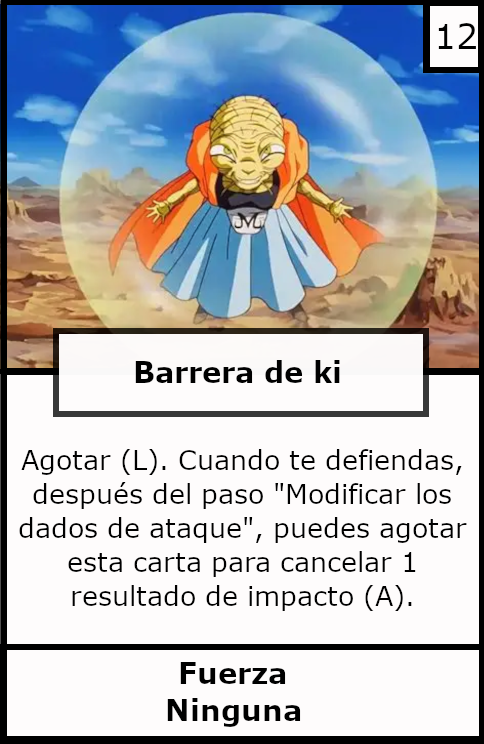 12
Barrera de ki
Agotar (L). Cuando te defiendas,
después del paso "Modificar los
dados de ataque", puedes agotar
esta carta para cancelar 1
resultado de impacto (A).
Fuerza
Ninguna